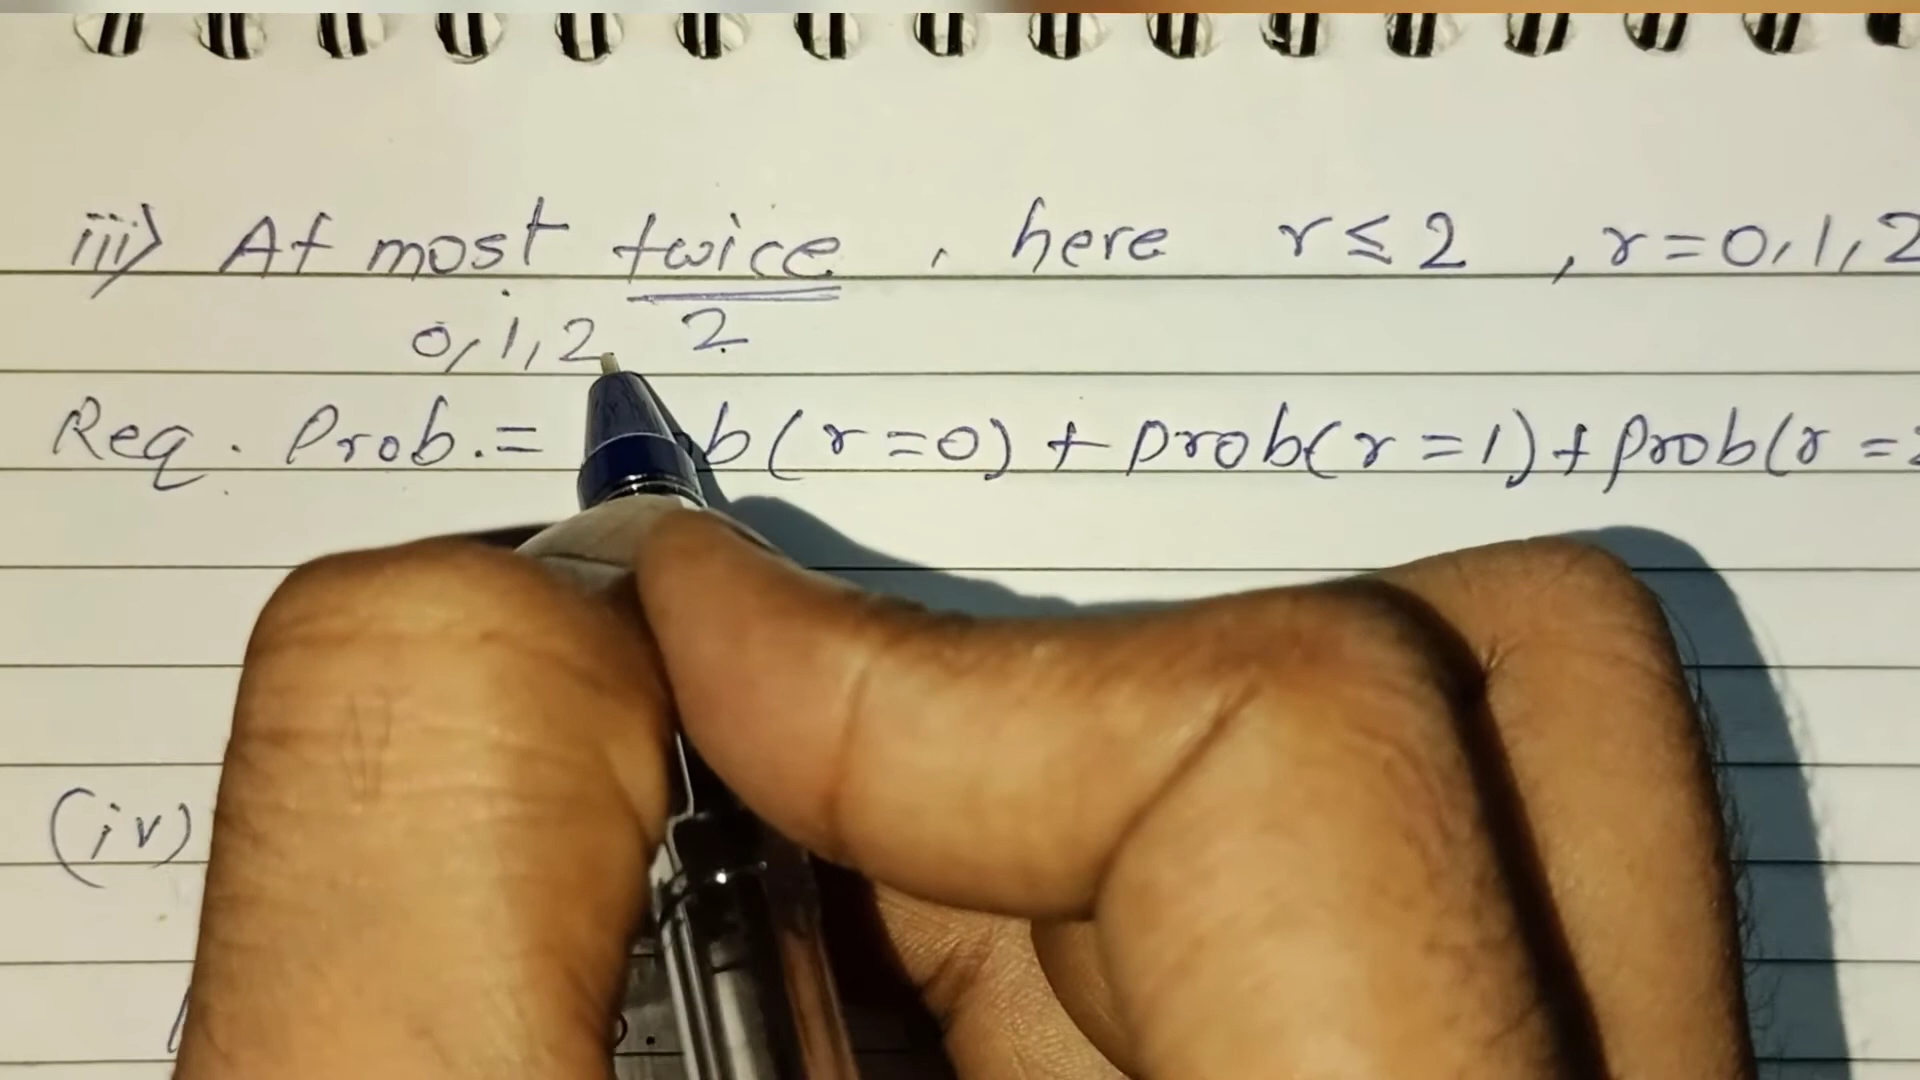 iii) At most twice, here r ≤ 2, r = 0, 1, 2
0, 1, 2 2
Req. Prob. = (r = 0) + prob(r = 1) + prob(r =
(iv)